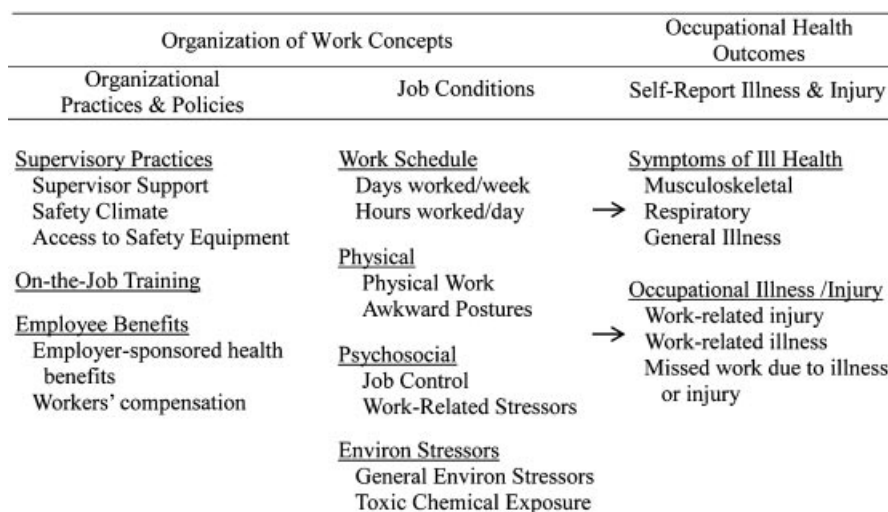 Organization of Work Concepts
Occupational Health
Outcomes
Organizational
Practices & Policies
Job Conditions
Self-Report Illness & Injury
Supervisory Practices
Supervisor Support
Safety Climate
Access to Safety Equipment
On-the-Job Training
Employee Benefits
Employer-sponsored health
benefits
Workers’ compensation
Work Schedule
Days worked/week
Hours worked/day
Physical
Physical Work
Awkward Postures
Psychosocial
Job Control
Work-Related Stressors
Environ Stressors
General Environ Stressors
Toxic Chemical Exposure
Symptoms of Ill Health
Musculoskeletal
Respiratory
General Illness
Occupational Illness /Injury
Work-related injury
Work-related illness
Missed work due to illness
or injury